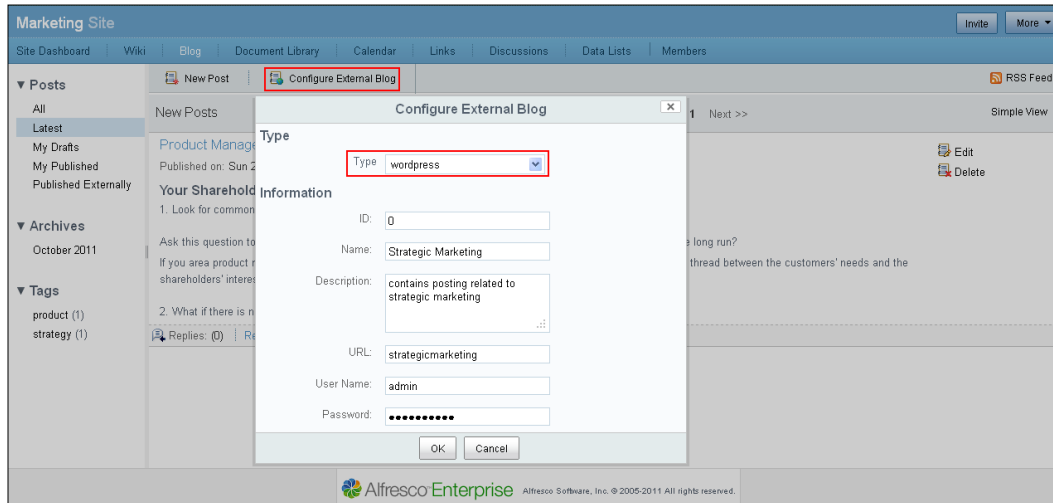 Marketing Site
Invite
More
Site Dashboard Wiki Blog Document Library Calendar Links Discussions Data Lists Members
Posts
All
Latest
My Drafts
My Published
Published Externally
Archives
October 2011
Tags
product (1)
strategy (1)
New Post Configure External Blog RSS Feed
New Posts 1 Next >> Simple View
Product Manage
Published on: Sun 2
Your Sharehold
1. Look for common
Ask this question to e long run?
If you area product thread between the customers' needs and the
shareholders' interes
2. What if there is n
Replies: (0) Re
Edit
Delete
Configure External Blog
Type
Type wordpress
Information
ID: 0
Name: Strategic Marketing
Description: contains posting related to
strategic marketing
URL: strategicmarketing
User Name: admin
Password: ••••••••••
OK Cancel
Alfresco Enterprise Alfresco Software, Inc. © 2005-2011 All rights reserved.